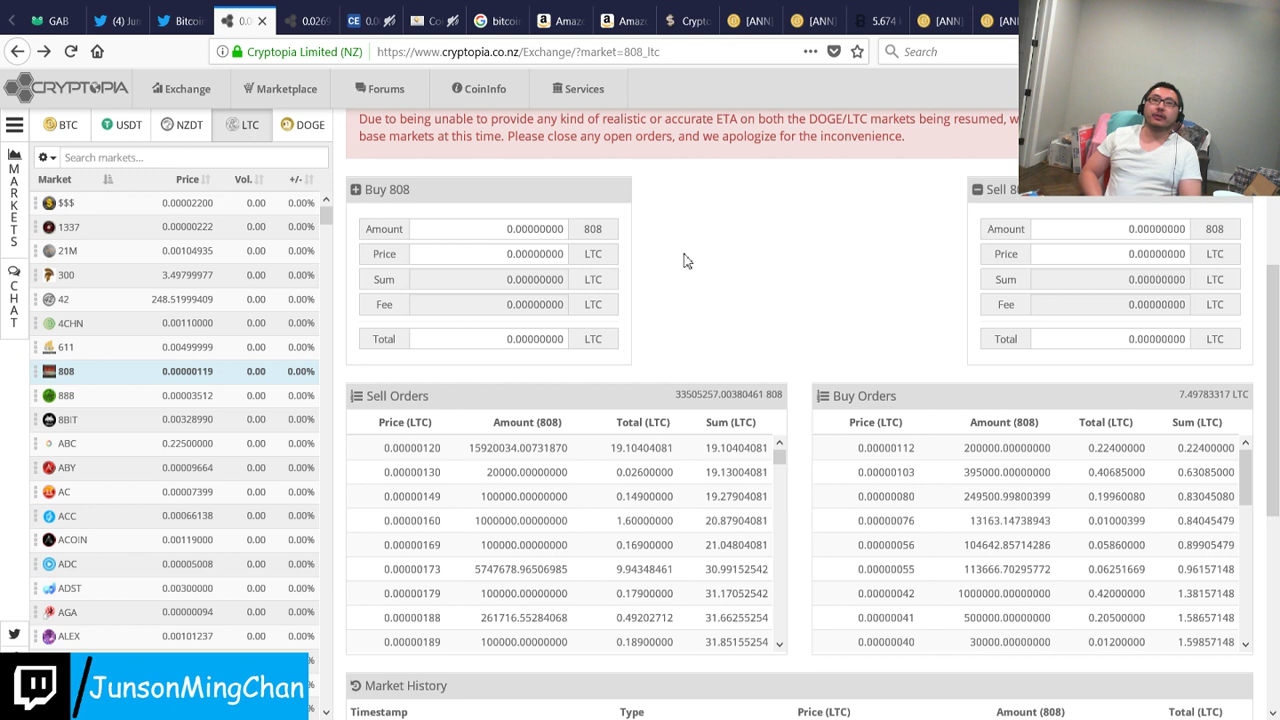 GAB
(4) Jun
Bitcoin
0.0
0.0269
CE 0.0
Co
bitcoin
Amaz
Amaz
Crypto
[ANN]
[ANN]
5.674
[ANN]
[ANN]
Cryptopia Limited (NZ)
https://www.cryptopia.co.nz/Exchange/?market=808_ltc
Search
CRYPTOPIA
Exchange
Marketplace
Forums
CoinInfo
Services
MARKETS
CHAT
BTC
USDT
NZDT
LTC
DOGE
Search markets...
Market Price Vol. +/-
$$$ 0.00002200 0.00 0.00%
1337 0.00000222 0.00 0.00%
21M 0.00104935 0.00 0.00%
300 3.49799977 0.00 0.00%
42 248.51999409 0.00 0.00%
4CHN 0.00110000 0.00 0.00%
611 0.00499999 0.00 0.00%
808 0.00000119 0.00 0.00%
888 0.00003512 0.00 0.00%
8BIT 0.00328990 0.00 0.00%
ABC 0.22500000 0.00 0.00%
ABY 0.00009664 0.00 0.00%
AC 0.00007399 0.00 0.00%
ACC 0.00066138 0.00 0.00%
ACOIN 0.00119000 0.00 0.00%
ADC 0.00005008 0.00 0.00%
ADST 0.00300000 0.00 0.00%
AGA 0.00000094 0.00 0.00%
ALEX 0.00101237 0.00 0.00%
Due to being unable to provide any kind of realistic or accurate ETA on both the DOGE/LTC markets being resumed, w
base markets at this time. Please close any open orders, and we apologize for the inconvenience.
Buy 808
Amount 0.00000000 808
Price 0.00000000 LTC
Sum 0.00000000 LTC
Fee 0.00000000 LTC
Total 0.00000000 LTC
Sell 8
Amount 0.00000000 808
Price 0.00000000 LTC
Sum 0.00000000 LTC
Fee 0.00000000 LTC
Total 0.00000000 LTC
Sell Orders 33505257.00380461 808
Price (LTC) Amount (808) Total (LTC) Sum (LTC)
0.00000120 15920034.00731870 19.10404081 19.10404081
0.00000130 20000.00000000 0.02600000 19.13004081
0.00000149 100000.00000000 0.14900000 19.27904081
0.00000160 1000000.00000000 1.60000000 20.87904081
0.00000169 100000.00000000 0.16900000 21.04804081
0.00000173 5747678.96506985 9.94348461 30.99152542
0.00000179 100000.00000000 0.17900000 31.17052542
0.00000188 261716.55284068 0.49202712 31.66255254
0.00000189 100000.00000000 0.18900000 31.85155254
Buy Orders 7.49783317 LTC
Price (LTC) Amount (808) Total (LTC) Sum (LTC)
0.00000112 200000.00000000 0.22400000 0.22400000
0.00000103 395000.00000000 0.40685000 0.63085000
0.00000080 249500.99800399 0.19960080 0.83045080
0.00000076 13163.14738943 0.01000399 0.84045479
0.00000056 104642.85714286 0.05860000 0.89905479
0.00000055 113666.70295772 0.06251669 0.96157148
0.00000042 1000000.00000000 0.42000000 1.38157148
0.00000041 500000.00000000 0.20500000 1.58657148
0.00000040 30000.00000000 0.01200000 1.59857148
Market History
Timestamp Type Price (LTC) Amount (808) Total (LTC)
/JunsonMingChan